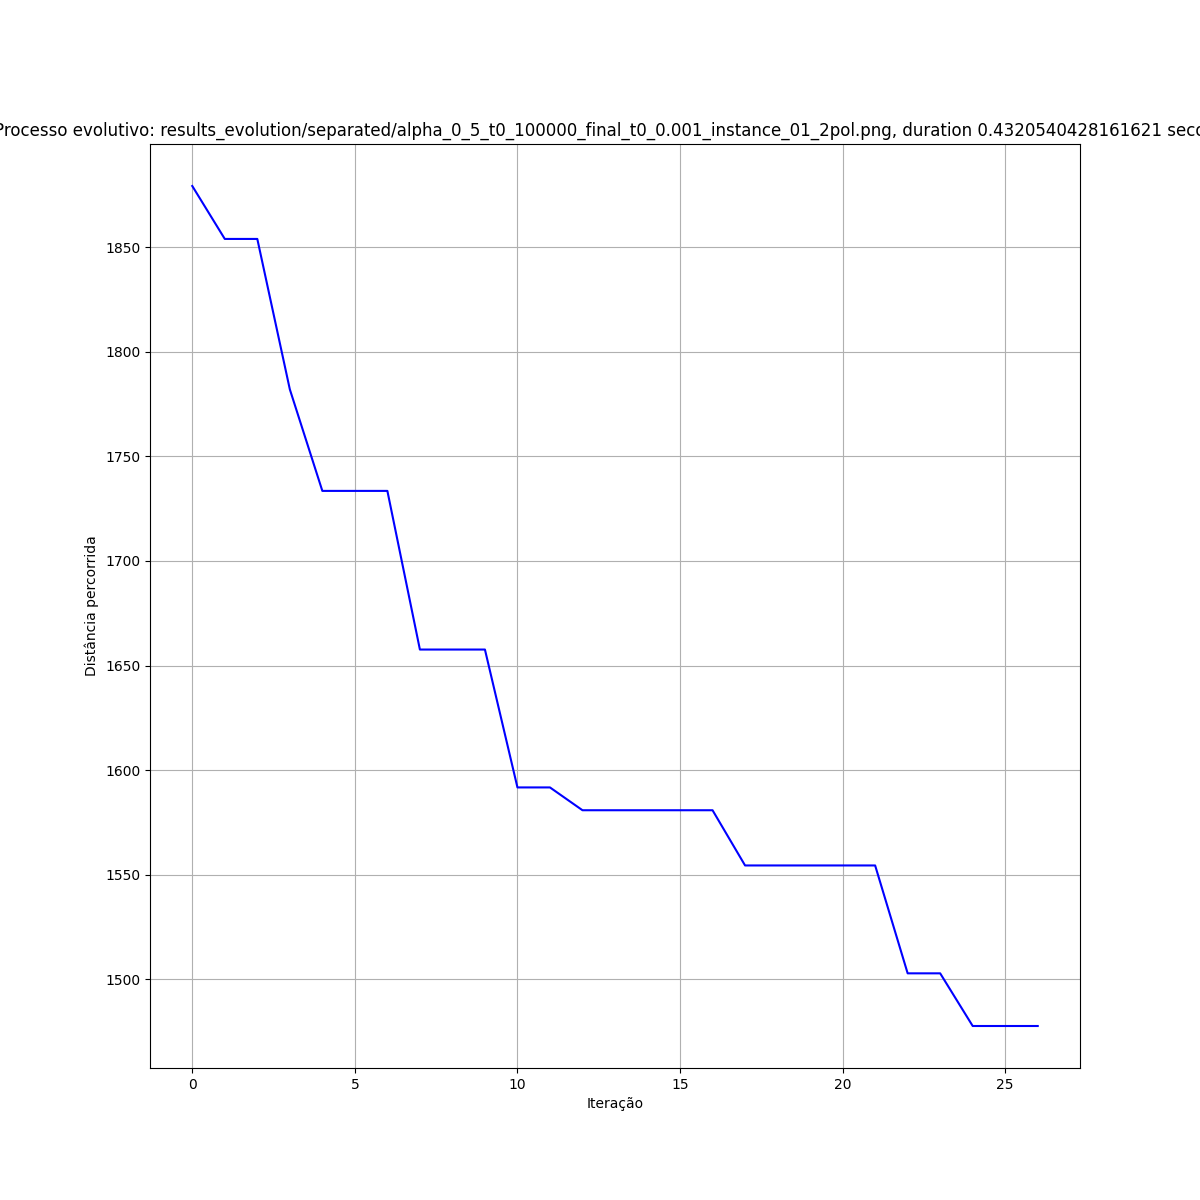 Processo evolutivo: results_evolution/separated/alpha_0_5_t0_100000_final_t0_0.001_instance_01_2pol.png, duration 0.4320540428161621 seco
1850
1800
1750
1700
1650
1600
1550
1500
Distância percorrida
0 5 10 15 20 25
Iteração